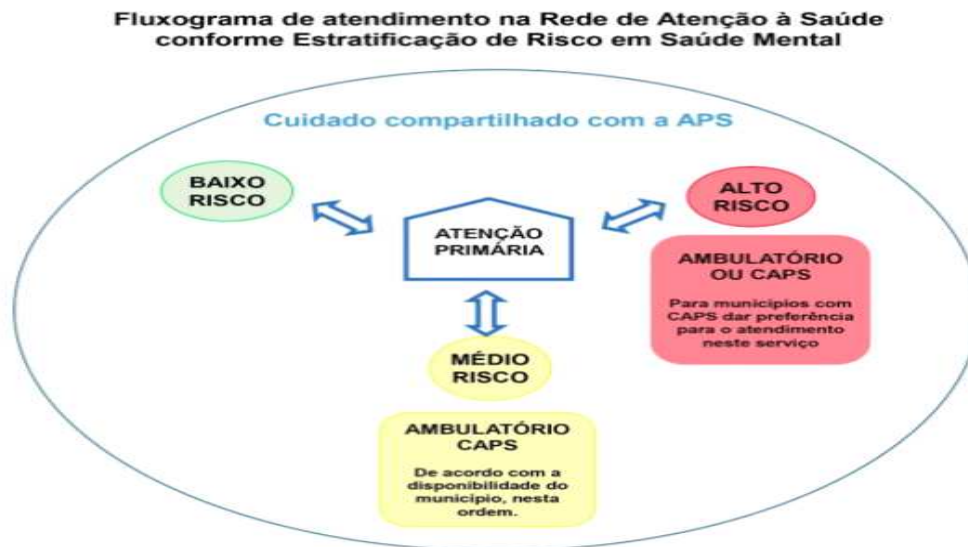 Fluxograma de atendimento na Rede de Atenção à Saúde
conforme Estratificação de Risco em Saúde Mental
Cuidado compartilhado com a APS
BAIXO
RISCO
ATENÇÃO
PRIMÁRIA
ALTO
RISCO
AMBULATÓRIO
OU CAPS
Para municípios com
CAPS dar preferência
para o atendimento
neste serviço
MÉDIO
RISCO
AMBULATÓRIO
CAPS
De acordo com a
disponibilidade do
município, nesta
ordem.